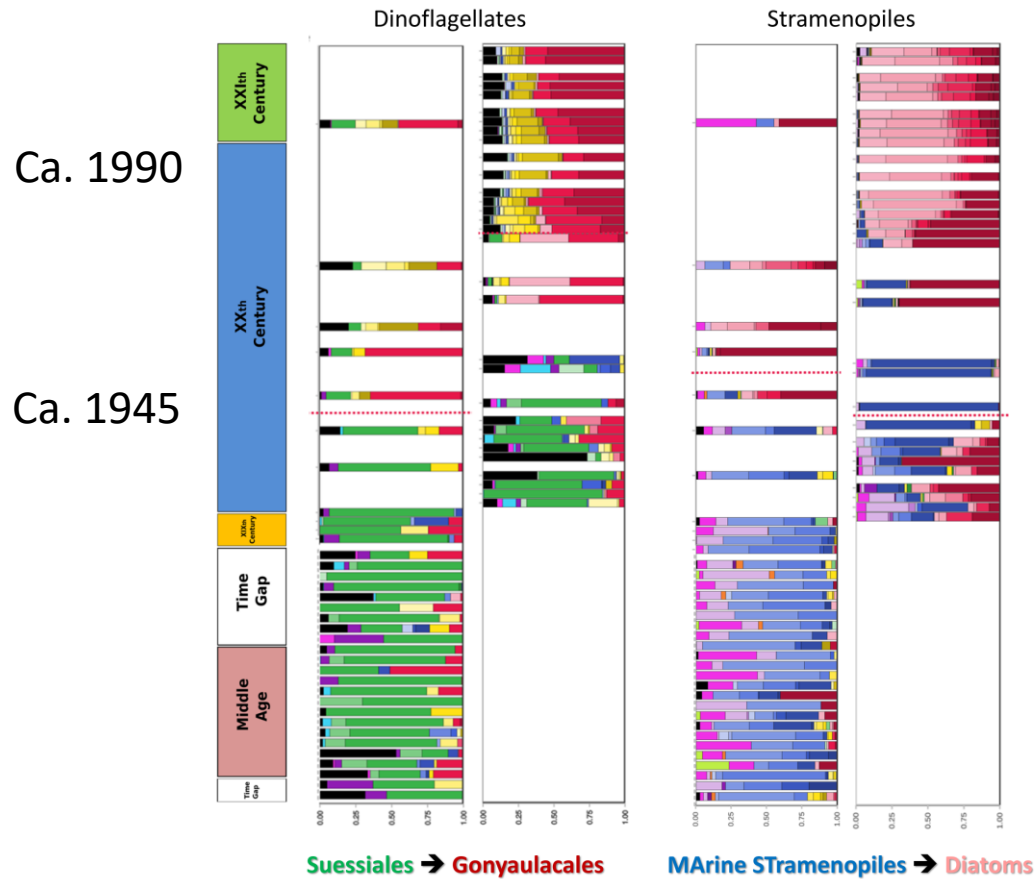 Dinoflagellates
Stramenopiles
XXIth
Century
Ca. 1990
XXth
Century
Ca. 1945
XIXth
Century
Time
Gap
Middle
Age
Time
Gap
0.00 0.25 0.50 0.75 1.00
0.00 0.25 0.50 0.75 1.00
0.00 0.25 0.50 0.75 1.00
0.00 0.25 0.50 0.75 1.00
Suessiales ➔ Gonyaulacales
MArine STramenopiles ➔ Diatoms